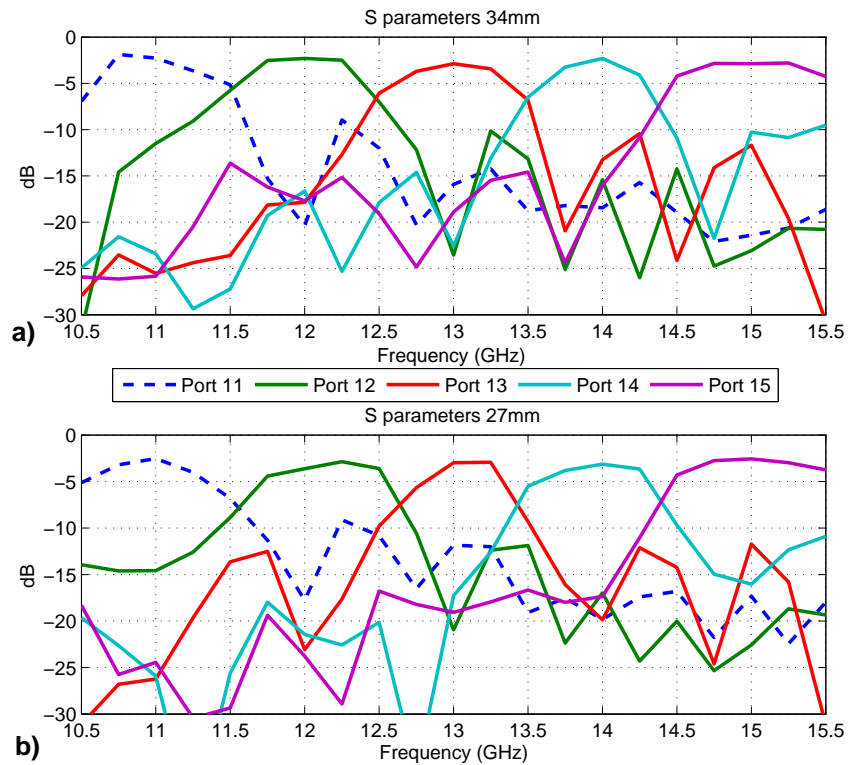 S parameters 34mm
0
−5
−10
−15
−20
−25
−30
dB
10.5 11 11.5 12 12.5 13 13.5 14 14.5 15 15.5
Frequency (GHz)
a)
Port 11 Port 12 Port 13 Port 14 Port 15
S parameters 27mm
0
−5
−10
−15
−20
−25
−30
dB
10.5 11 11.5 12 12.5 13 13.5 14 14.5 15 15.5
Frequency (GHz)
b)